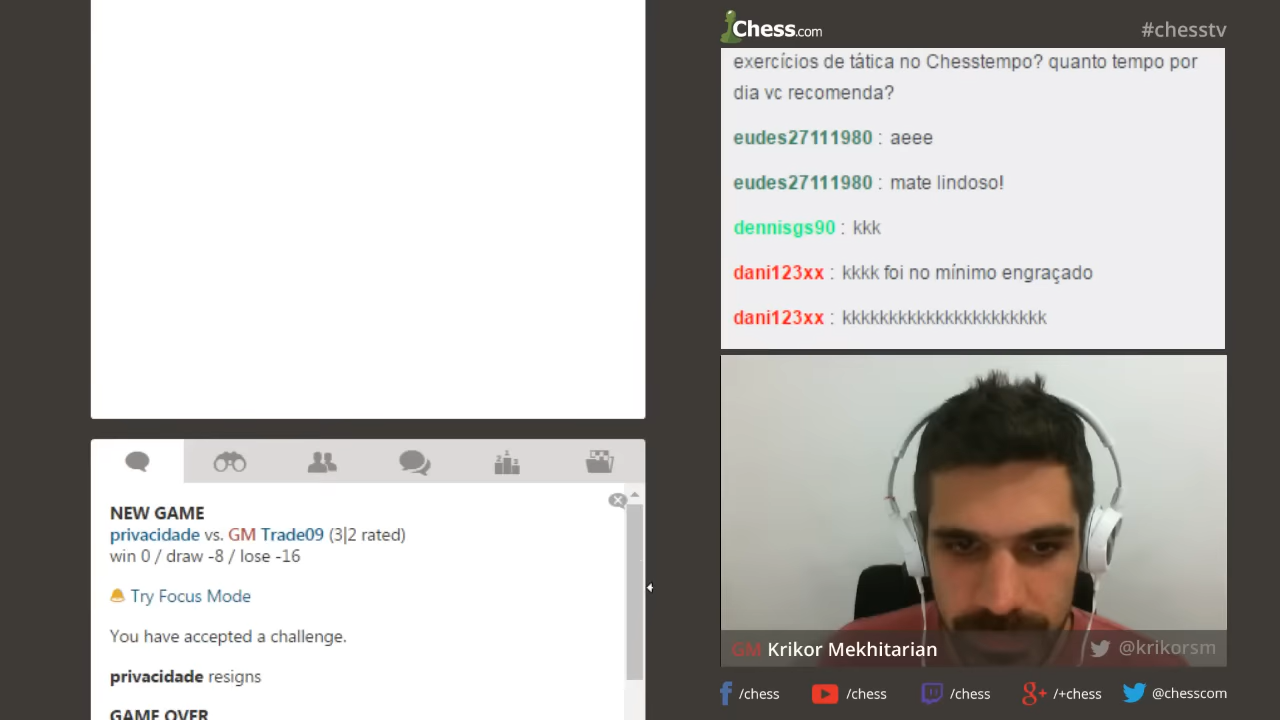 Chess.com
#chesstv
exercícios de tática no Chesstempo? quanto tempo por
dia vc recomenda?
eudes27111980 : aeee
eudes27111980 : mate lindoso!
dennisgs90 : kkk
dani123xx : kkkk foi no mínimo engraçado
dani123xx : kkkkkkkkkkkkkkkkkkkkkk
NEW GAME
privacidade vs. GM Trade09 (3|2 rated)
win 0 / draw -8 / lose -16
Try Focus Mode
You have accepted a challenge.
privacidade resigns
GAME OVER
GM Krikor Mekhitarian
@krikorsm
/chess
/chess
/chess
/+chess
@chesscom